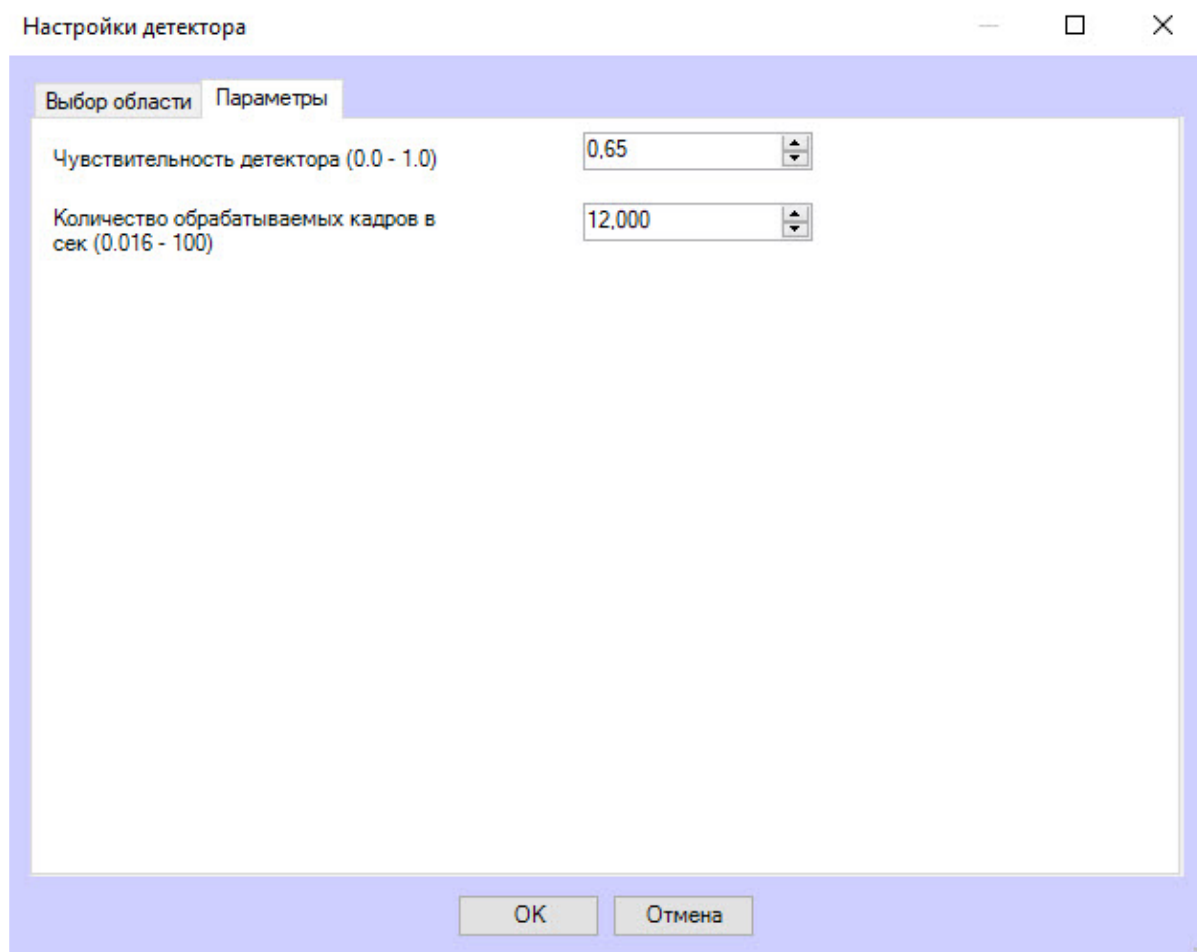 Настройки детектора
Выбор области
Параметры
Чувствительность детектора (0.0 - 1.0)
0,65
Количество обрабатываемых кадров в
сек (0.016 - 100)
12,000
OK
Отмена